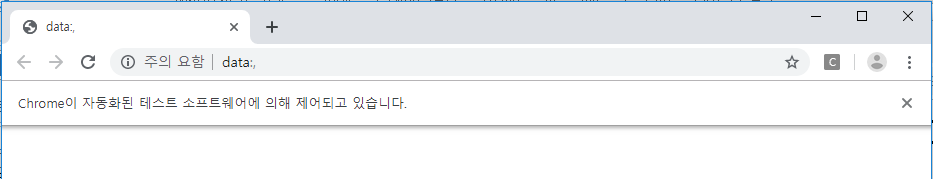 data:,
주의 요함 data:,
C
Chrome이 자동화된 테스트 소프트웨어에 의해 제어되고 있습니다.